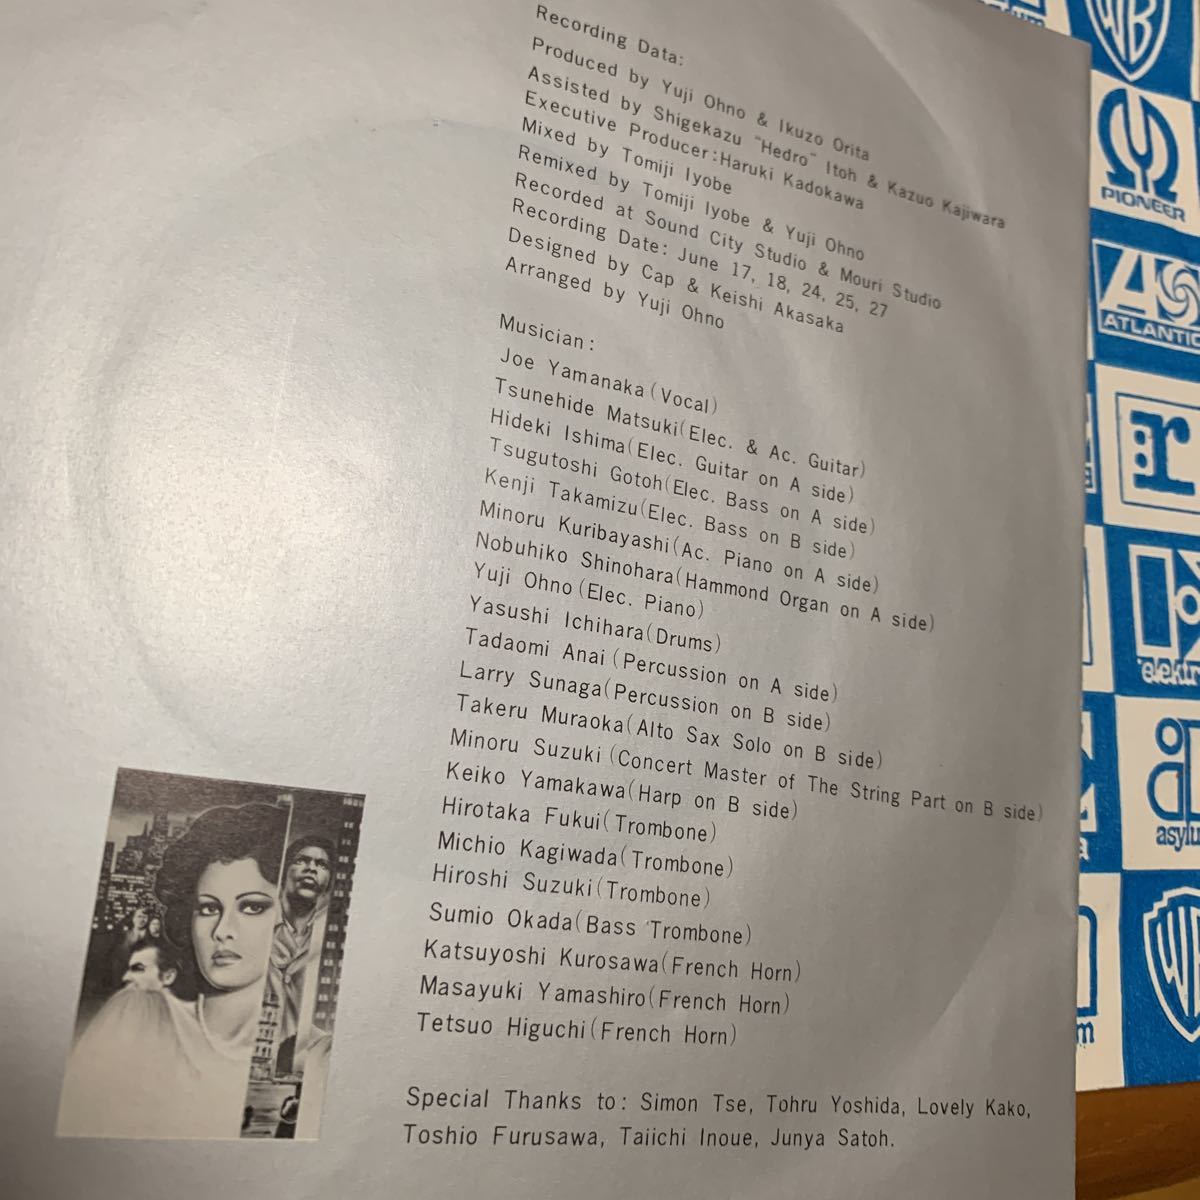 Recording Data:
Produced by Yuji Ohno & Ikuzo Orita
Assisted by Shigekazu "Hedro" Itoh & Kazuo Kajiwara
Executive Producer:Haruki Kadokawa
Mixed by Tomiji Iyobe
Remixed by Tomiji Iyobe & Yuji Ohno
Recorded at Sound City Studio & Mouri Studio
Recording Date: June 17, 18, 24, 25, 27
Designed by Cap & Keishi Akasaka
Arranged by Yuji Ohno
Musician:
Joe Yamanaka (Vocal)
Tsunehide Matsuki(Elec. & Ac. Guitar)
Hideki Ishima(Elec. Guitar on A side)
Tsugutoshi Gotoh(Elec. Bass on A side)
Kenji Takamizu(Elec. Bass on B side)
Minoru Kuribayashi(Ac. Piano on A side)
Nobuhiko Shinohara(Hammond Organ on A side)
Yuji Ohno (Elec. Piano)
Yasushi Ichihara(Drums)
Tadaomi Anai (Percussion on A side)
Larry Sunaga(Percussion on B side)
Takeru Muraoka(Alto Sax Solo on B side)
Minoru Suzuki (Concert Master of The String Part on B side)
Keiko Yamakawa(Harp on B side)
Hirotaka Fukui(Trombone)
Michio Kagiwada(Trombone)
Hiroshi Suzuki(Trombone)
Sumio Okada(Bass Trombone)
Katsuyoshi Kurosawa(French Horn)
Masayuki Yamashiro(French Horn)
Tetsuo Higuchi(French Horn)
Special Thanks to: Simon Tse, Tohru Yoshida, Lovely Kako,
Toshio Furusawa, Taiichi Inoue, Junya Satoh.
WB
PIONEER
ATLANTIC
r
elektr
asylu